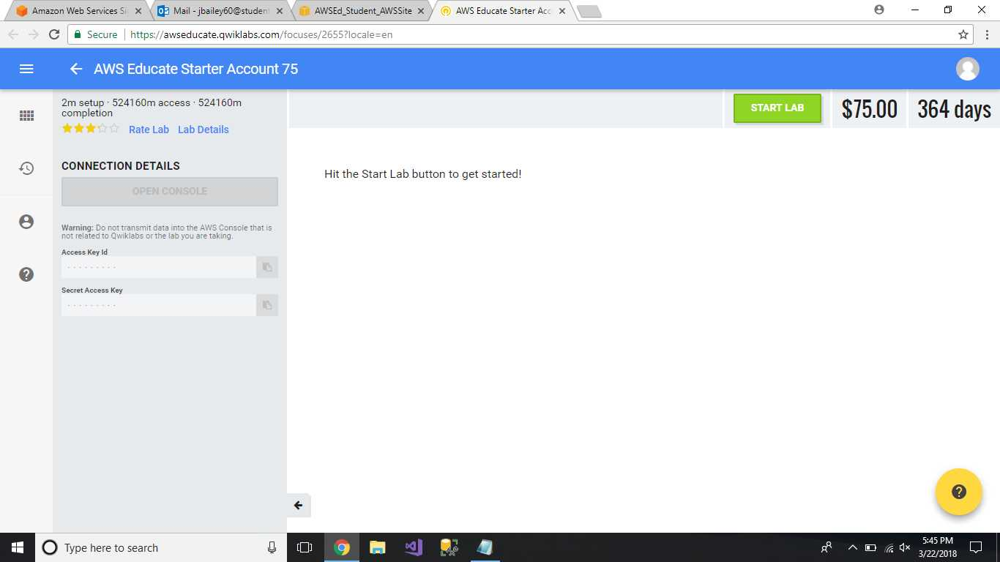 Amazon Web Services Si
Mail - jbailey60@student
AWSEd_Student_AWSSite
AWS Educate Starter Acc
Secure
https://awseducate.qwiklabs.com/focuses/2655?locale=en
AWS Educate Starter Account 75
2m setup · 524160m access · 524160m
completion
Rate Lab
Lab Details
START LAB
$75.00
364 days
CONNECTION DETAILS
OPEN CONSOLE
Hit the Start Lab button to get started!
Warning: Do not transmit data into the AWS Console that is
not related to Qwiklabs or the lab you are taking.
Access Key Id
Secret Access Key
Type here to search
5:45 PM
3/22/2018